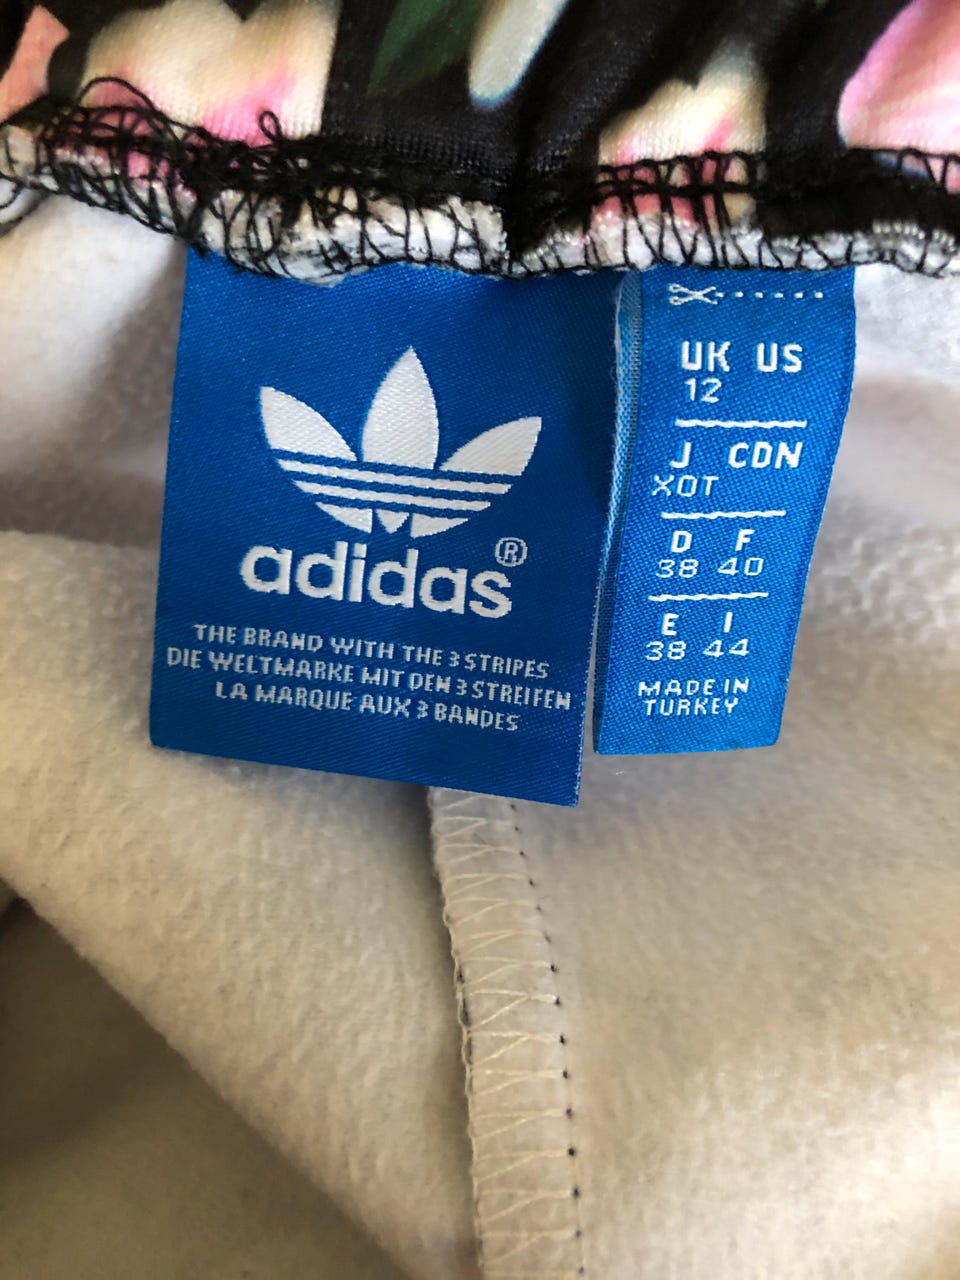 adidas®
THE BRAND WITH THE 3 STRIPES
DIE WELTMARKE MIT DEN 3 STREIFEN
LA MARQUE AUX 3 BANDES
UK US
12
J CDN
XOT
D F
38 40
E I
38 44
MADE IN
TURKEY